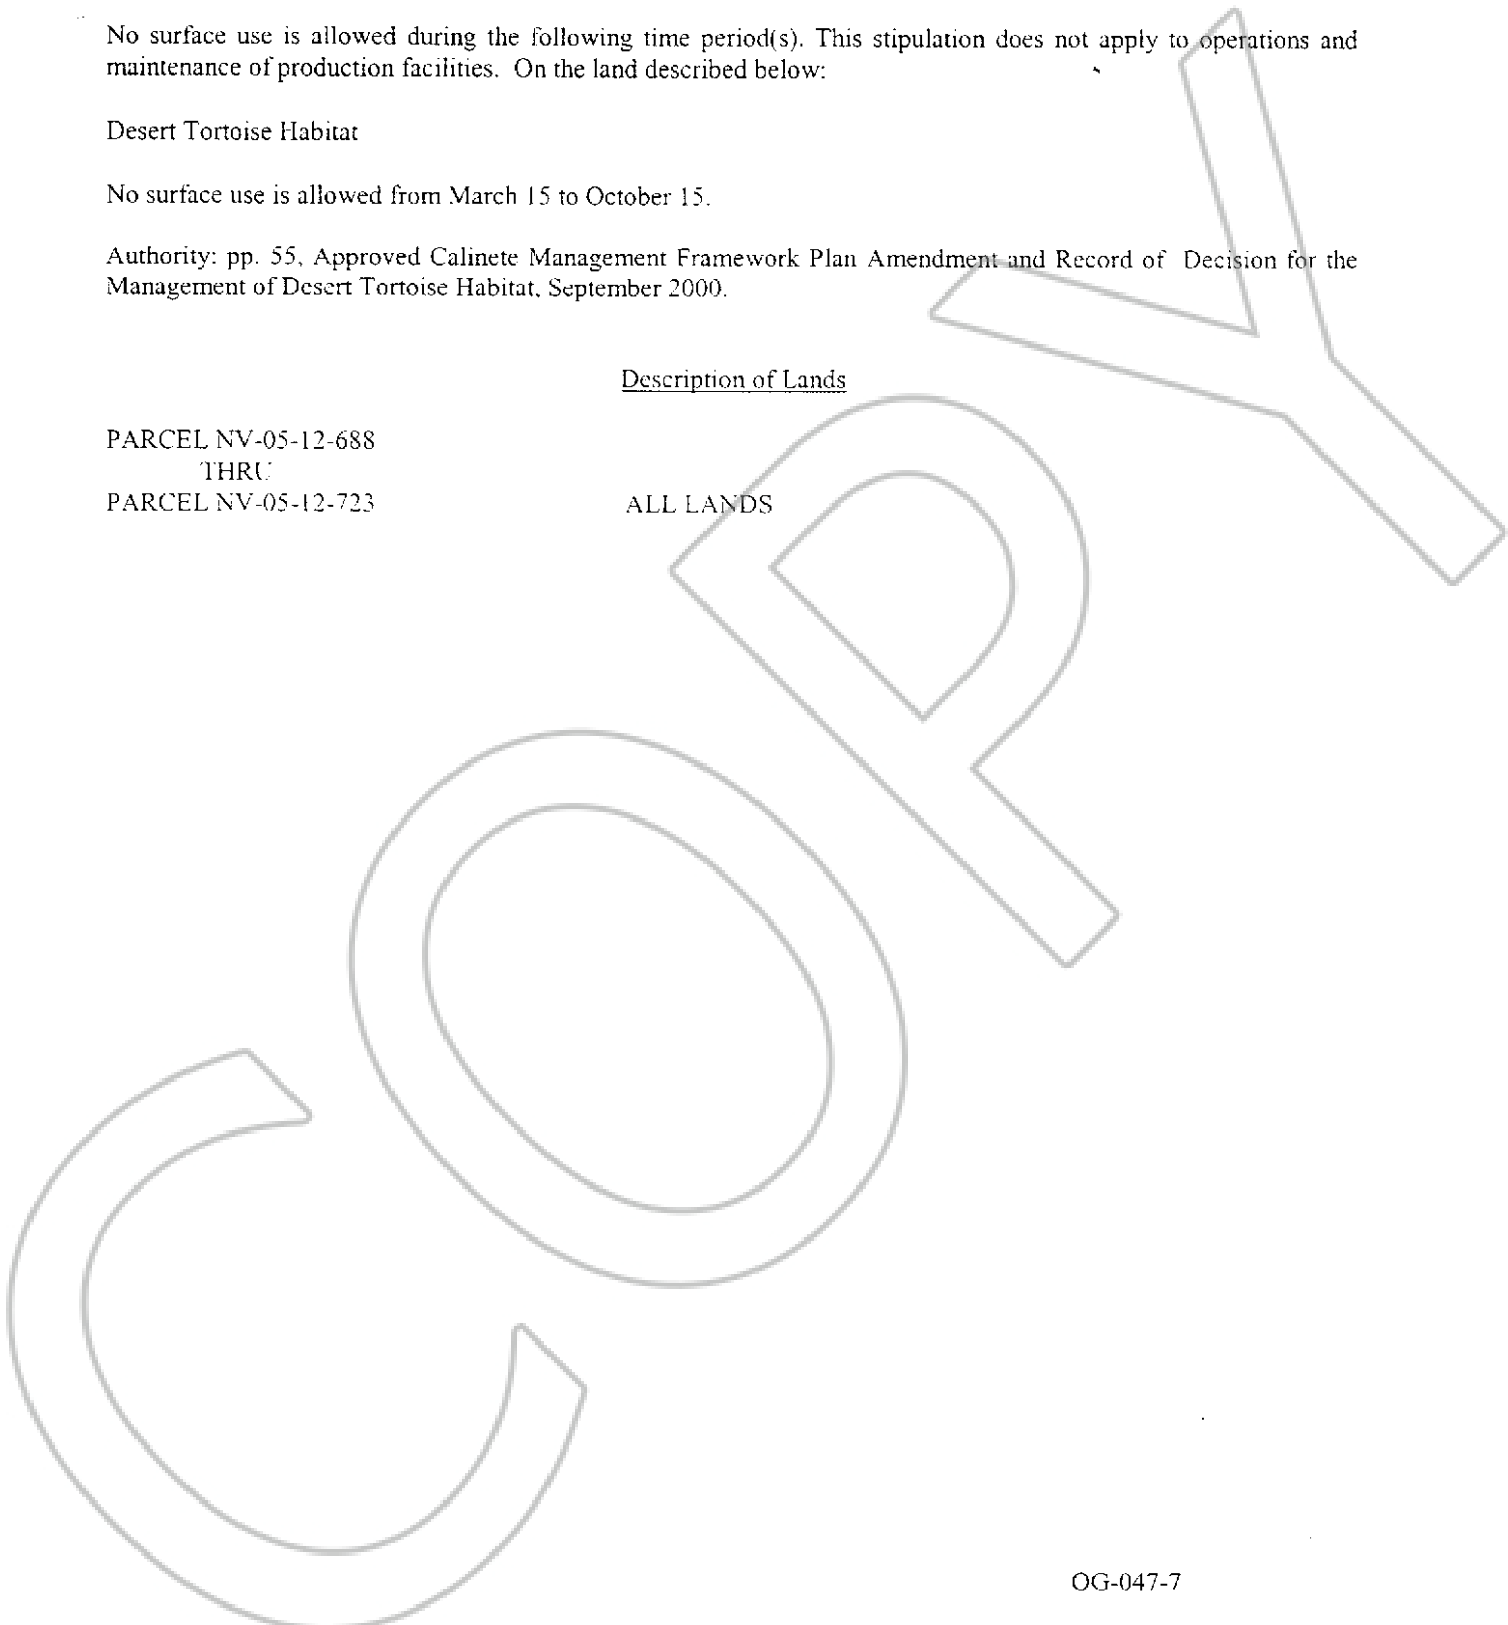 No surface use is allowed during the following time period(s). This stipulation does not apply to operations and
maintenance of production facilities. On the land described below:
Desert Tortoise Habitat
No surface use is allowed from March 15 to October 15.
Authority: pp. 55, Approved Calinete Management Framework Plan Amendment and Record of Decision for the
Management of Desert Tortoise Habitat, September 2000.
Description of Lands
PARCEL NV-05-12-688
THRU
PARCEL NV-05-12-723 ALL LANDS
COPY
OG-047-7